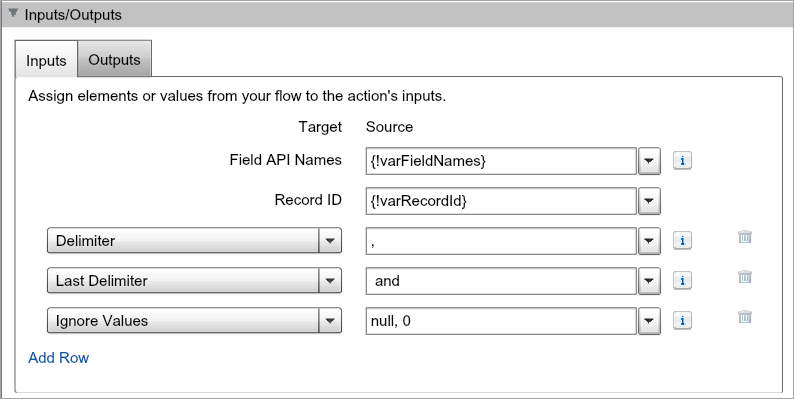 Inputs/Outputs
Inputs Outputs
Assign elements or values from your flow to the action's inputs.
Target Source
Field API Names {!varFieldNames} i
Record ID {!varRecordId}
Delimiter , i
Last Delimiter and i
Ignore Values null, 0 i
Add Row